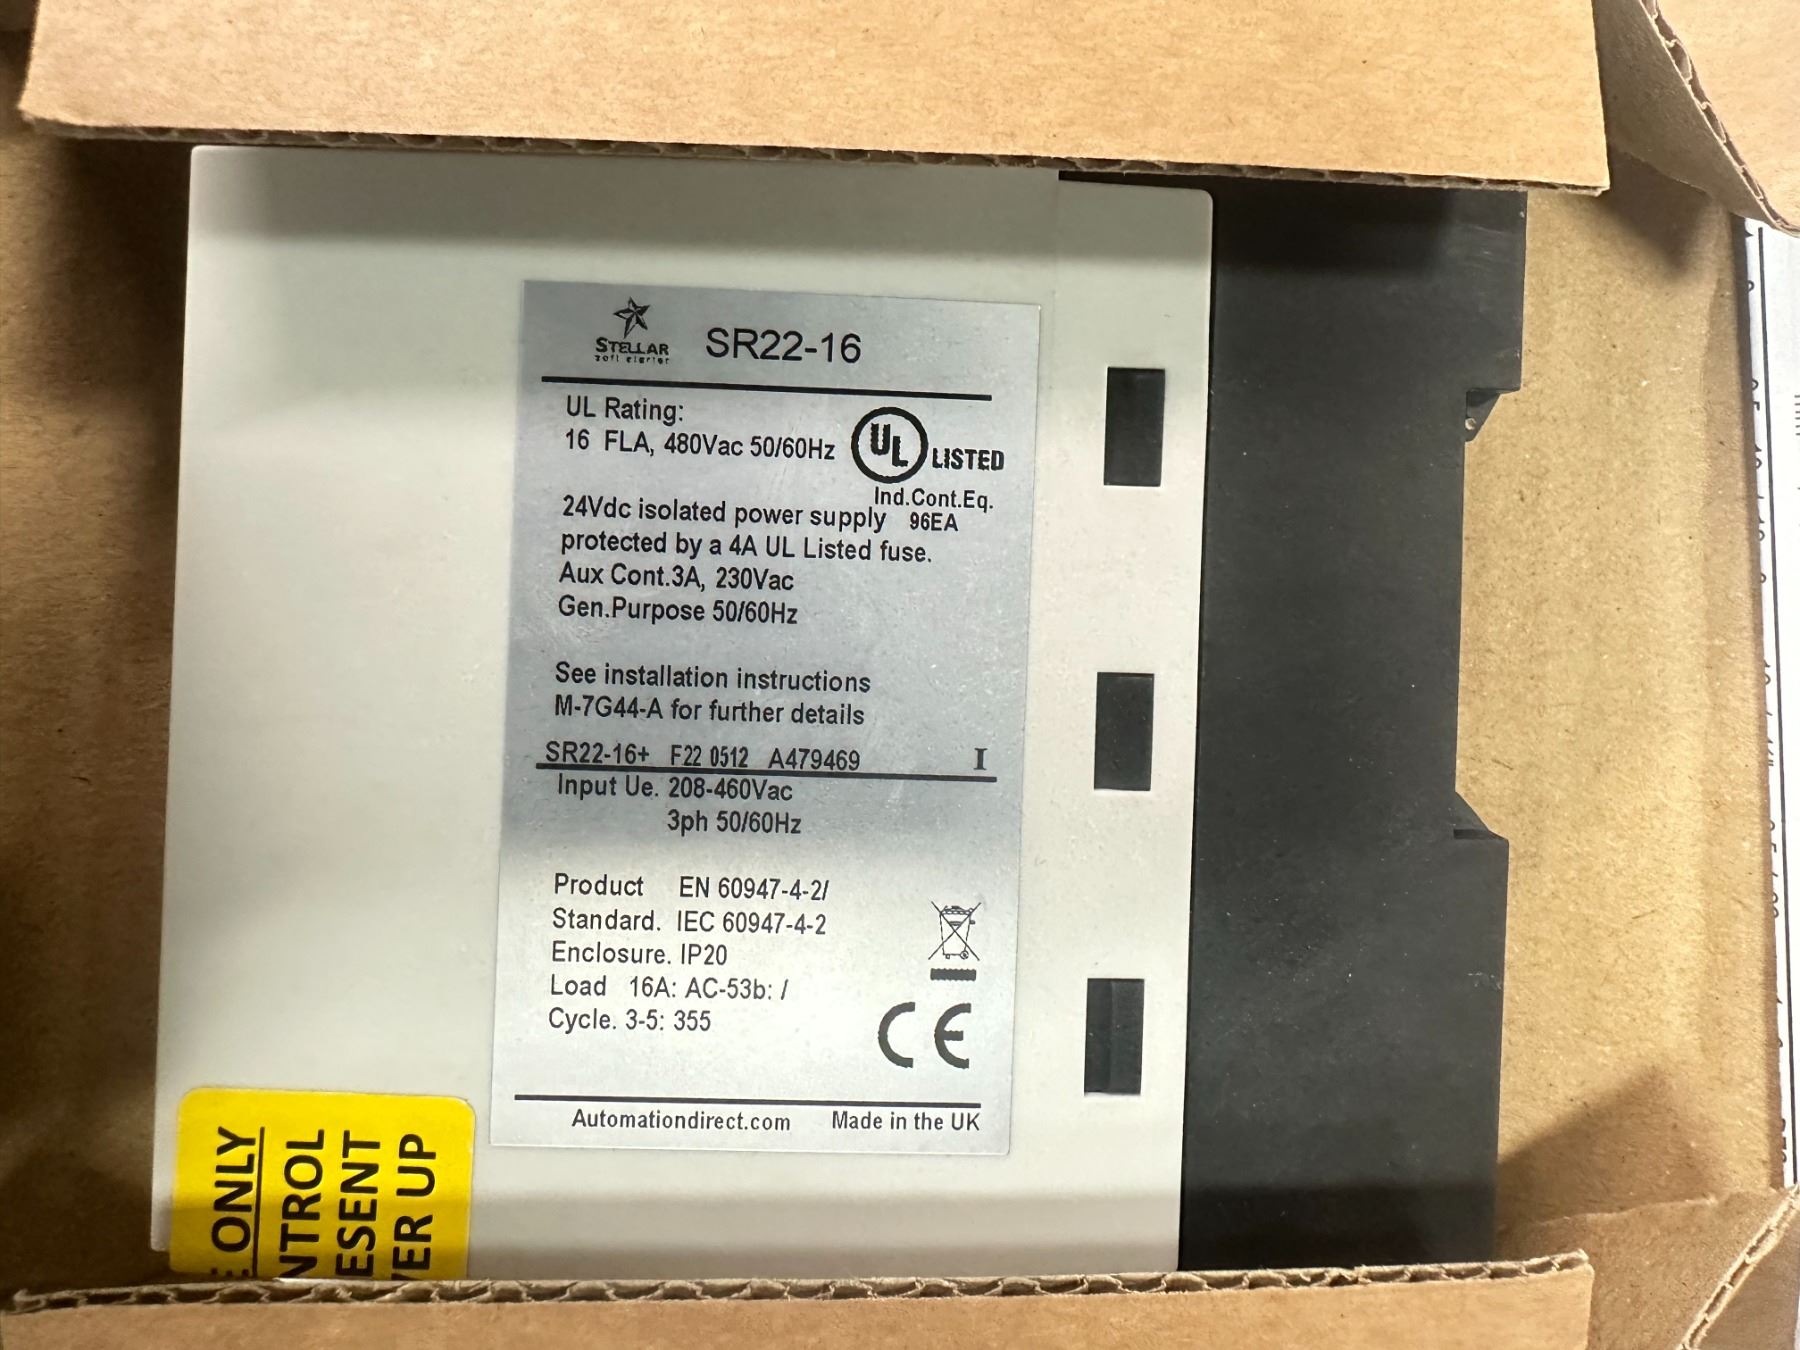 STELLAR
soft starter
SR22-16
UL Rating:
16 FLA, 480Vac 50/60Hz
UL LISTED
Ind.Cont.Eq.
96EA
24Vdc isolated power supply
protected by a 4A UL Listed fuse.
Aux Cont.3A, 230Vac
Gen.Purpose 50/60Hz
See installation instructions
M-7G44-A for further details
SR22-16+ F22 0512 A479469 I
Input Ue. 208-460Vac
3ph 50/60Hz
Product EN 60947-4-2/
Standard. IEC 60947-4-2
Enclosure. IP20
Load 16A: AC-53b: /
Cycle. 3-5: 355
CE
Automationdirect.com Made in the UK
E ONLY
NTROL
ESENT
ER UP